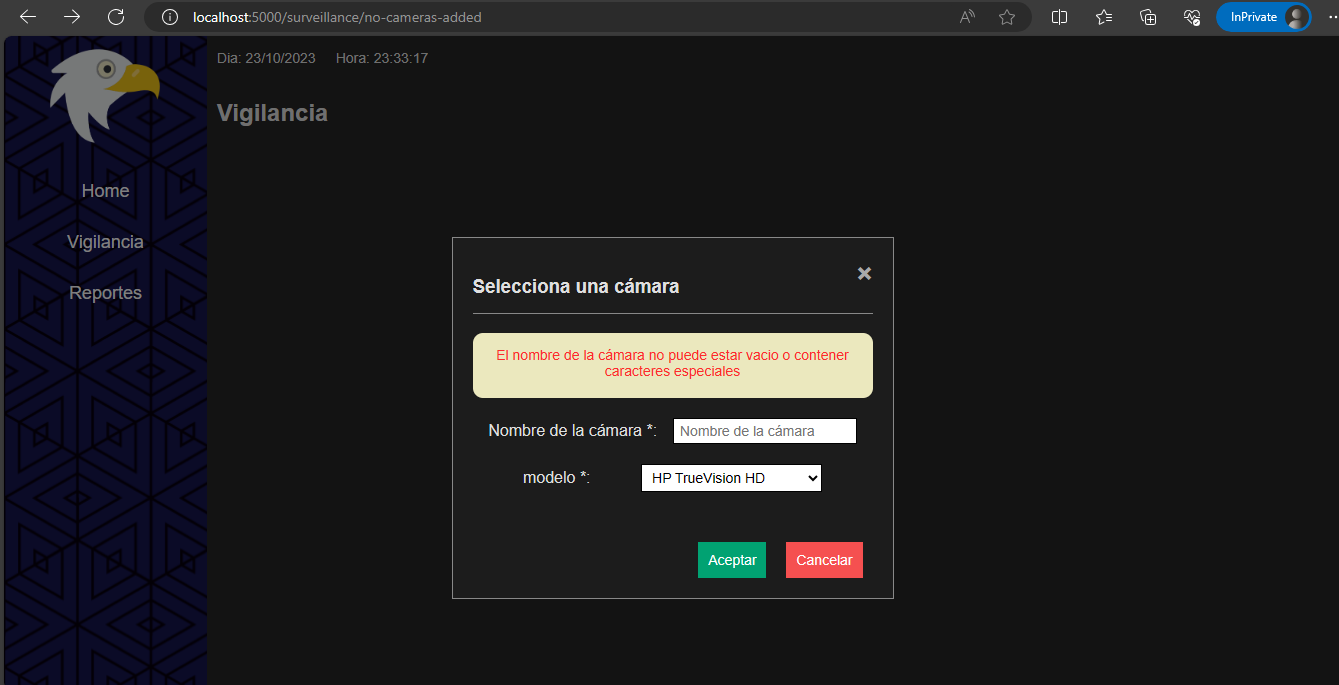 localhost:5000/surveillance/no-cameras-added
InPrivate
Dia: 23/10/2023 Hora: 23:33:17
Vigilancia
Home
Vigilancia
Reportes
Selecciona una cámara
El nombre de la cámara no puede estar vacio o contener
caracteres especiales
Nombre de la cámara *: Nombre de la cámara
modelo *: HP TrueVision HD
Aceptar Cancelar